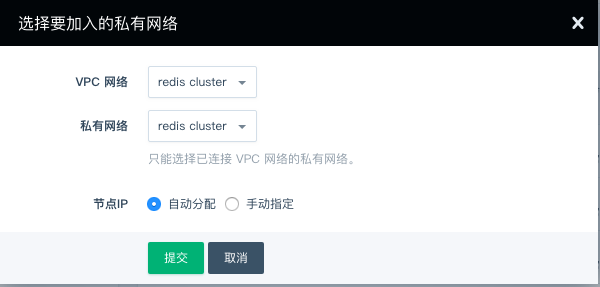 选择要加入的私有网络
VPC 网络 redis cluster
私有网络 redis cluster
只能选择已连接 VPC 网络的私有网络。
节点IP 自动分配 手动指定
提交 取消